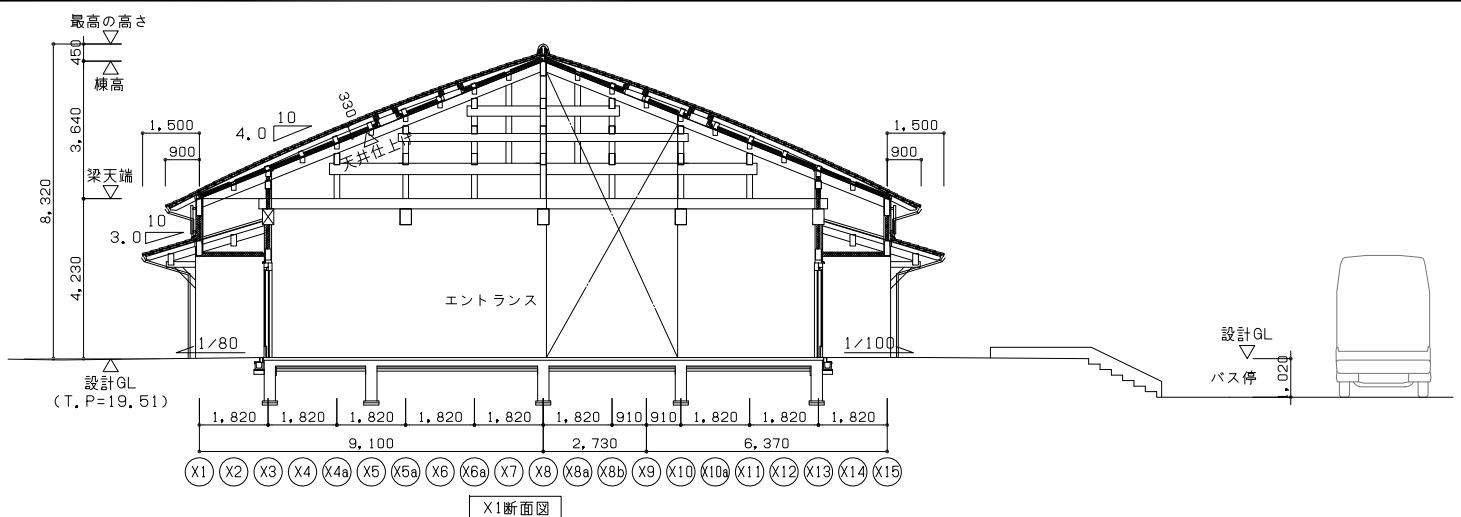 最高の高さ
450
棟高
3,640
8,320
梁天端
4,230
設計GL
(T.P=19.51)
1,500
900
10
4.0
330
天井仕上げ
10
3.0
1/80
エントランス
1,500
900
1/100
設計GL
バス停
1,020
1,820 1,820 1,820 1,820 1,820 1,820 910 910 1,820 1,820 1,820
9,100 2,730 6,370
X1 X2 X3 X4 X4a X5 X5a X6 X6a X7 X8 X8a X8b X9 X10 X10a X11 X12 X13 X14 X15
X1断面図